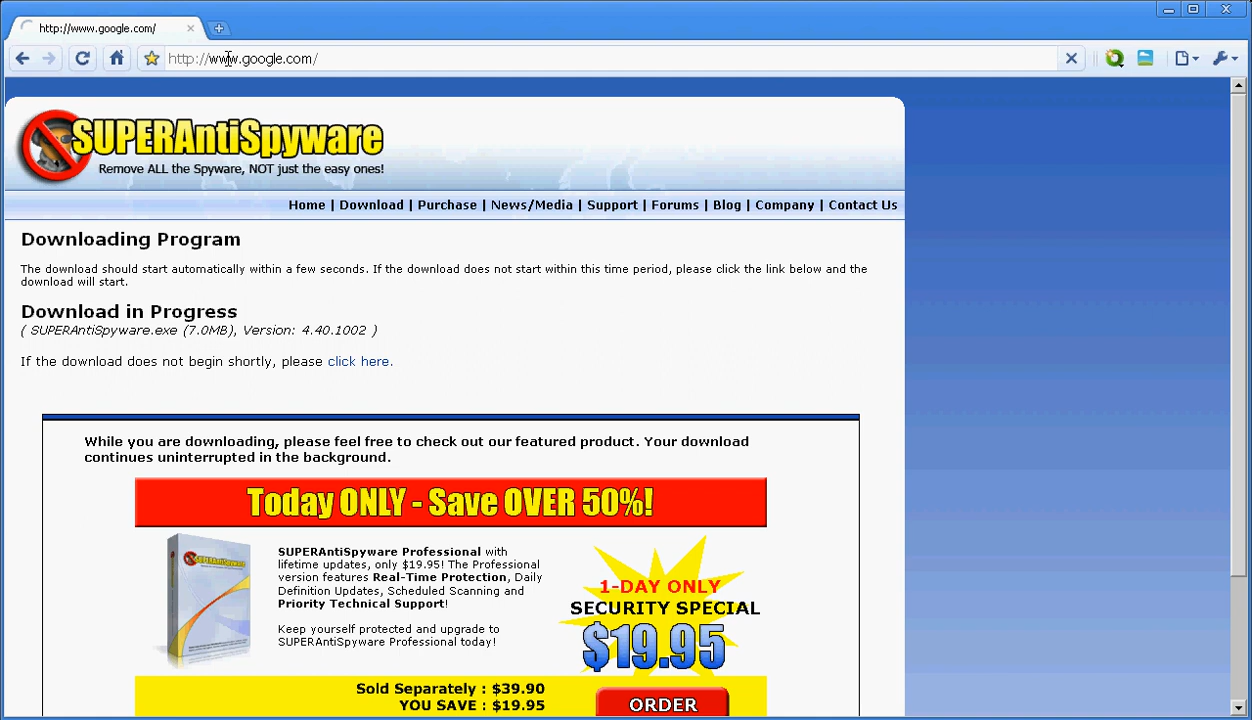 http://www.google.com/
http://www.google.com/
SUPERAntiSpyware
Remove ALL the Spyware, NOT just the easy ones!
Home | Download | Purchase | News/Media | Support | Forums | Blog | Company | Contact Us
Downloading Program
The download should start automatically within a few seconds. If the download does not start within this time period, please click the link below and the
download will start.
Download in Progress
( SUPERAntiSpyware.exe (7.0MB), Version: 4.40.1002 )
If the download does not begin shortly, please click here.
While you are downloading, please feel free to check out our featured product. Your download
continues uninterrupted in the background.
Today ONLY - Save OVER 50%!
SUPERAntiSpyware Professional with
lifetime updates, only $19.95! The Professional
version features Real-Time Protection, Daily
Definition Updates, Scheduled Scanning and
Priority Technical Support!
Keep yourself protected and upgrade to
SUPERAntiSpyware Professional today!
1-DAY ONLY
SECURITY SPECIAL
$19.95
Sold Separately : $39.90
YOU SAVE : $19.95
ORDER